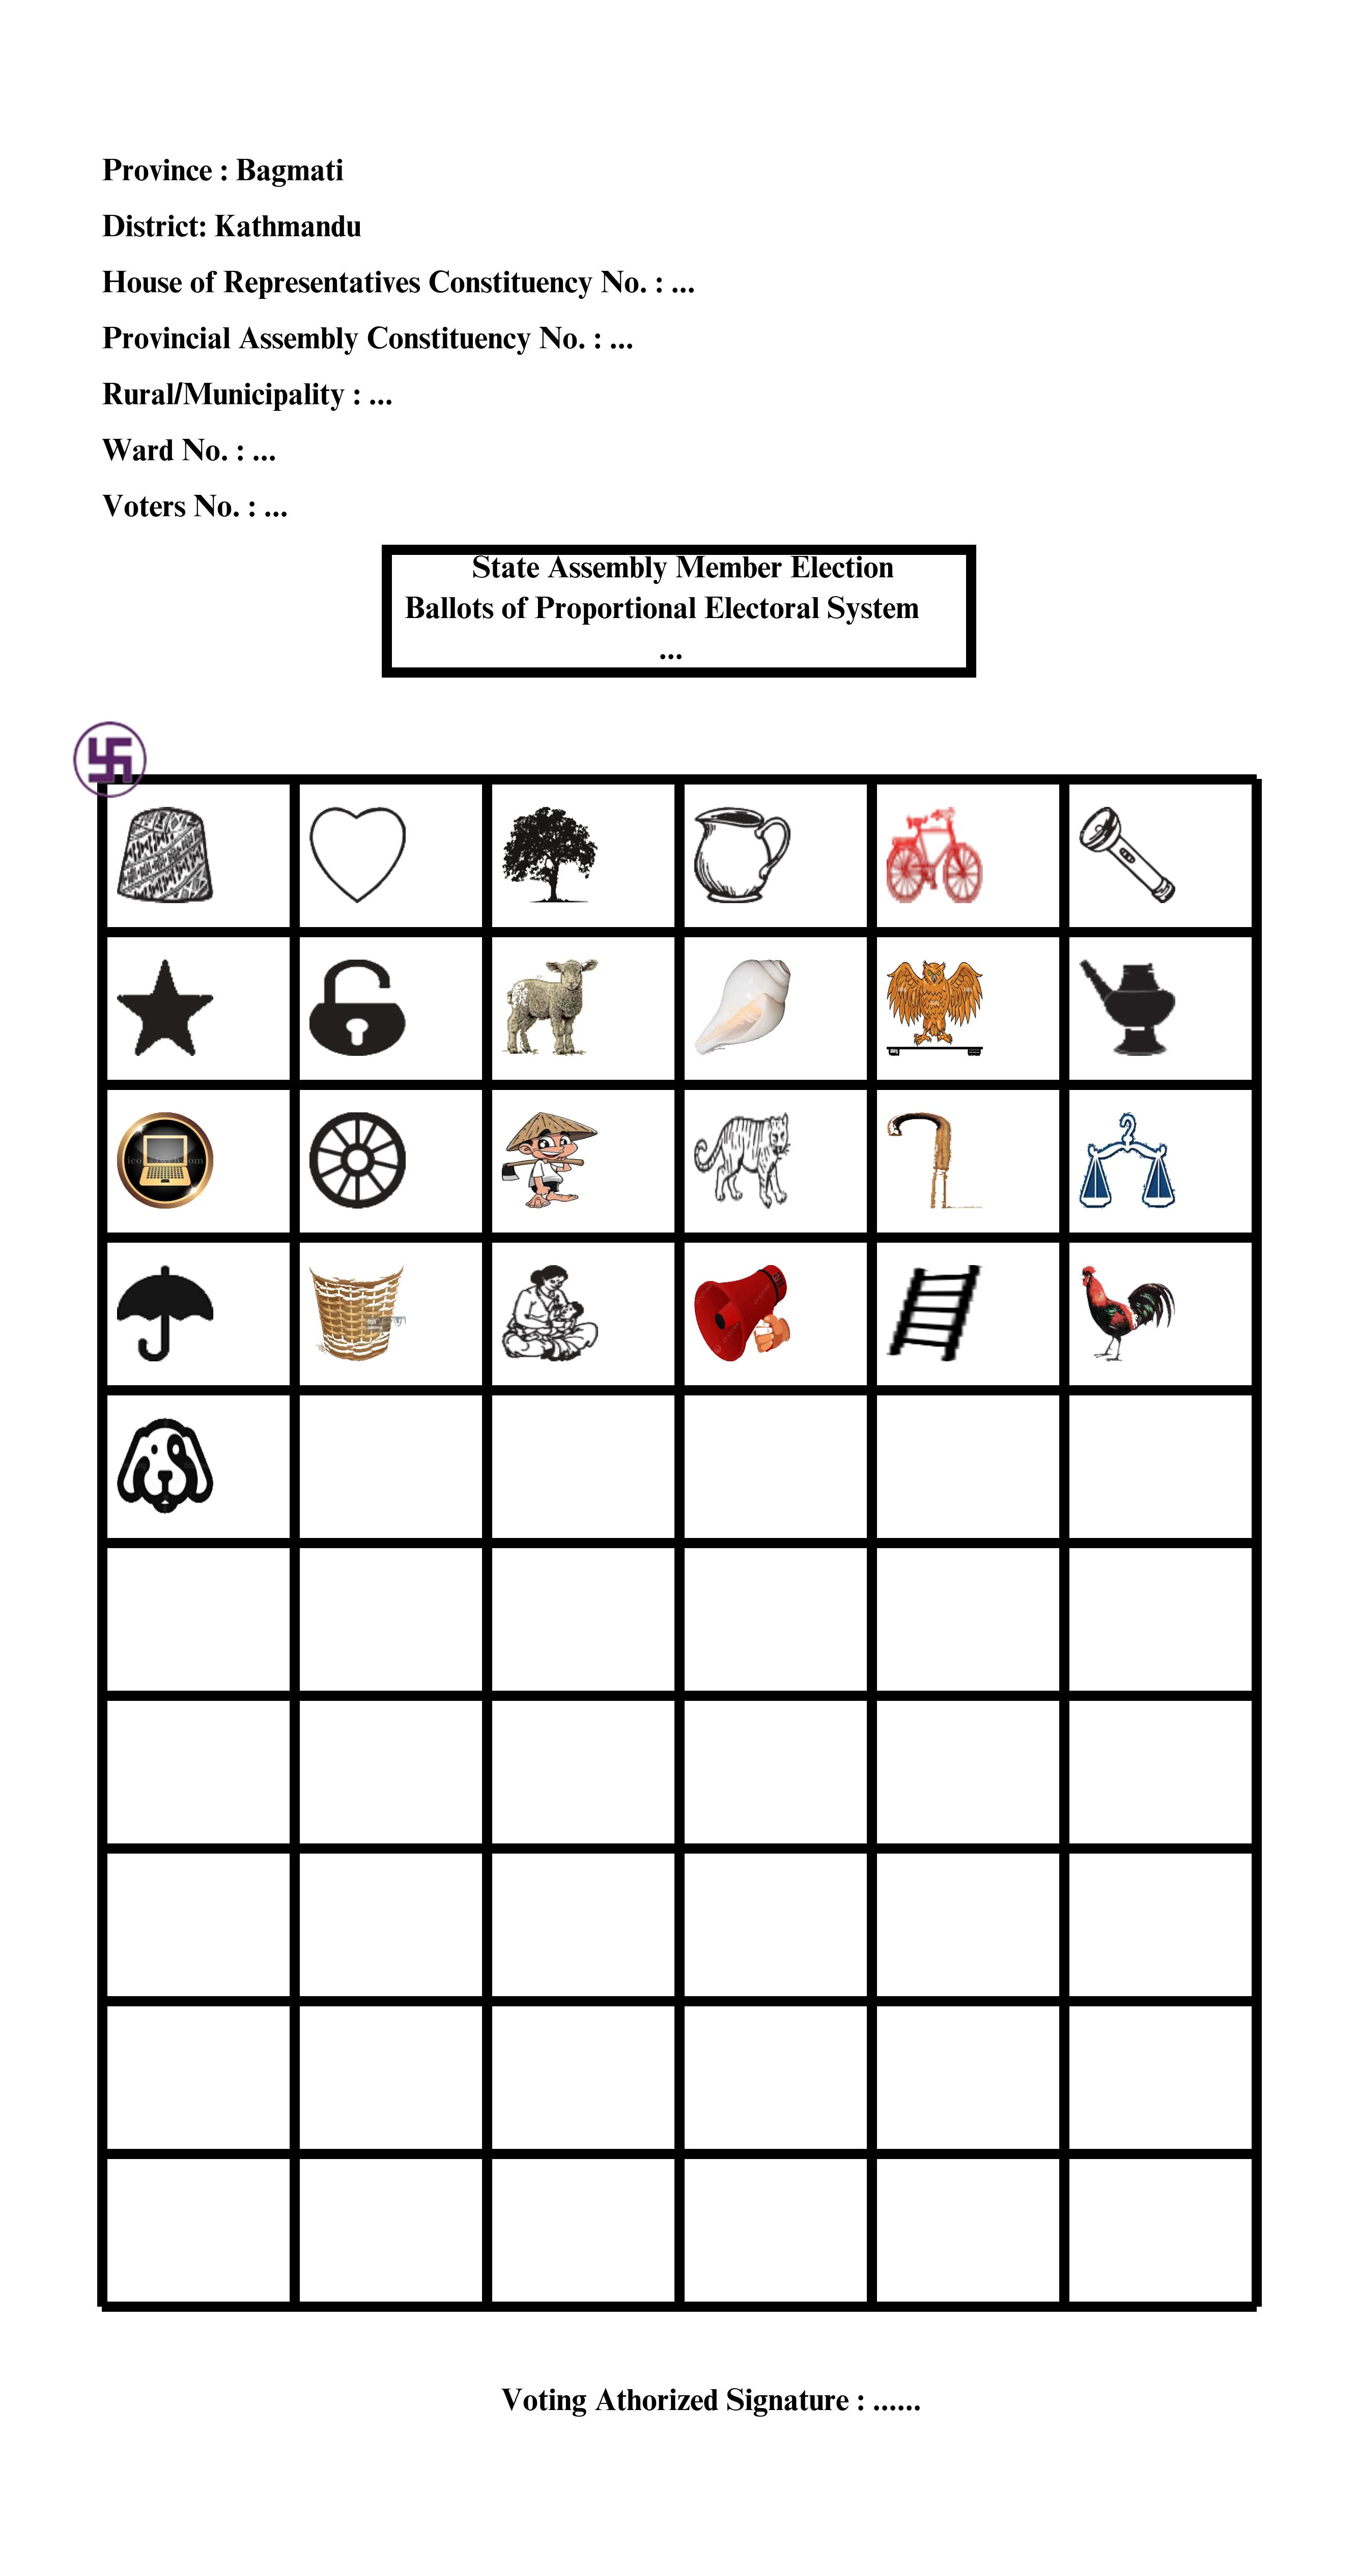 Province : Bagmati
District: Kathmandu
House of Representatives Constituency No. : ...
Provincial Assembly Constituency No. : ...
Rural/Municipality : ...
Ward No. : ...
Voters No. : ...
State Assembly Member Election
Ballots of Proportional Electoral System
...
Voting Athorized Signature : ......